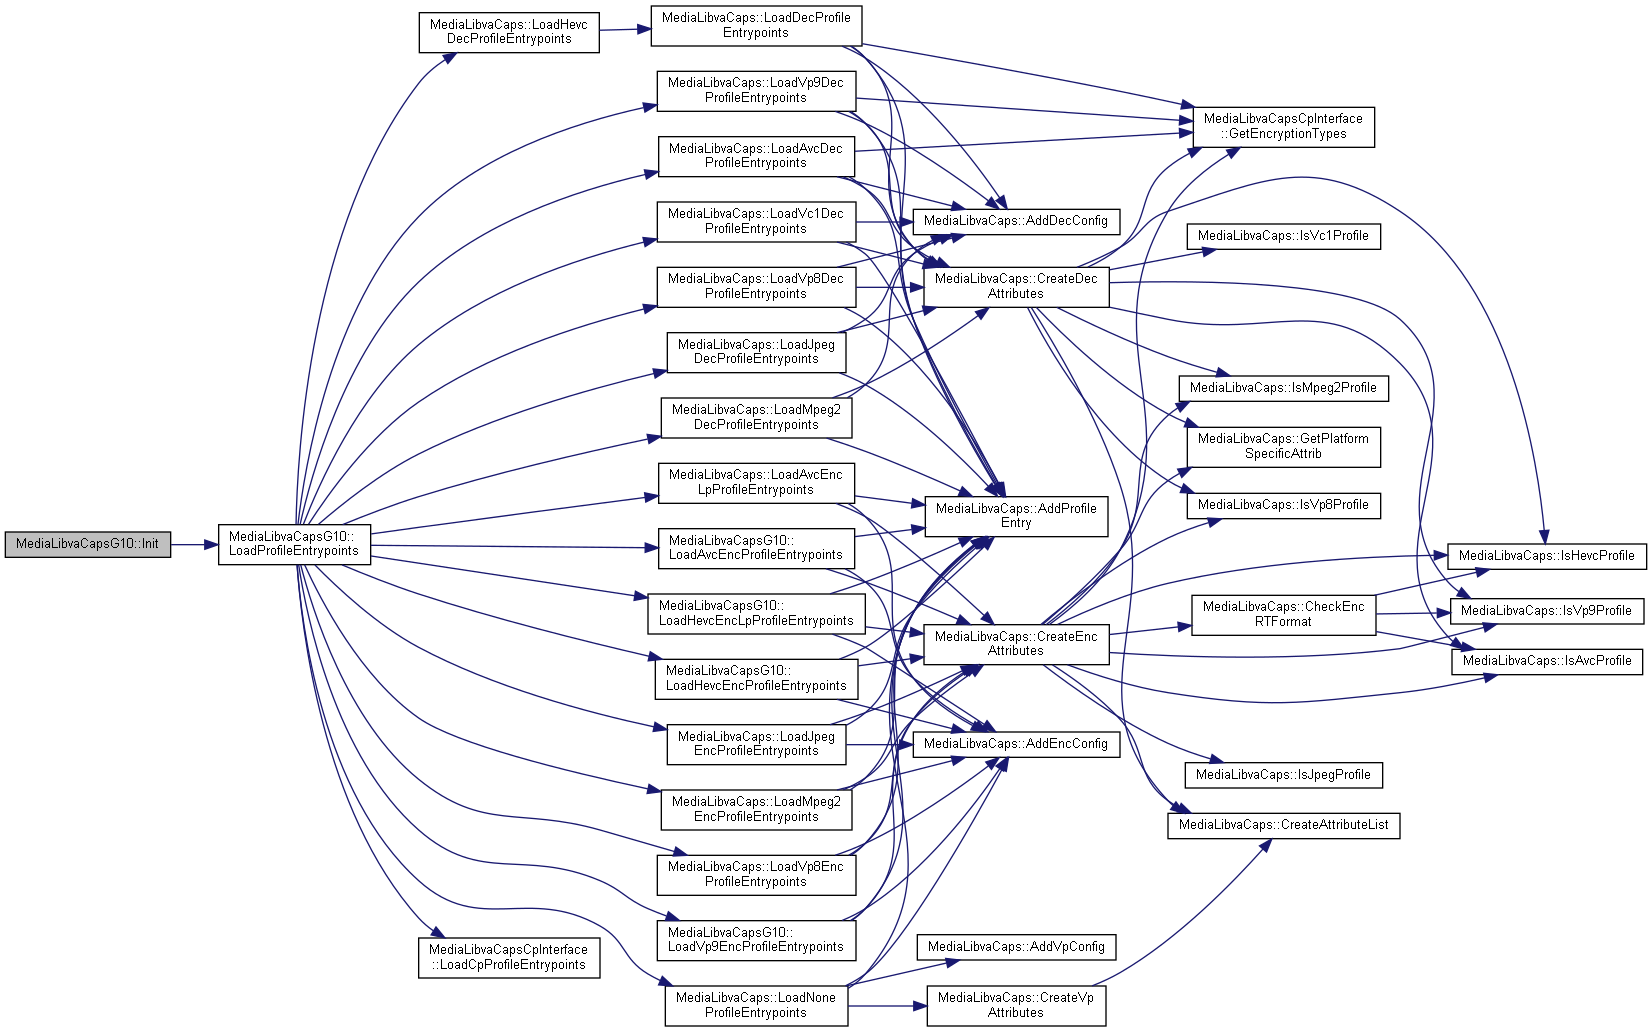 MediaLibvaCapsG10::Init
MediaLibvaCapsG10::
LoadProfileEntrypoints
MediaLibvaCaps::LoadHevc
DecProfileEntrypoints
MediaLibvaCapsCpInterface
::LoadCpProfileEntrypoints
MediaLibvaCaps::LoadDecProfile
Entrypoints
MediaLibvaCaps::LoadVp9Dec
ProfileEntrypoints
MediaLibvaCaps::LoadAvcDec
ProfileEntrypoints
MediaLibvaCaps::LoadVc1Dec
ProfileEntrypoints
MediaLibvaCaps::LoadVp8Dec
ProfileEntrypoints
MediaLibvaCaps::LoadJpeg
DecProfileEntrypoints
MediaLibvaCaps::LoadMpeg2
DecProfileEntrypoints
MediaLibvaCaps::LoadAvcEnc
LpProfileEntrypoints
MediaLibvaCapsG10::
LoadAvcEncProfileEntrypoints
MediaLibvaCapsG10::
LoadHevcEncLpProfileEntrypoints
MediaLibvaCapsG10::
LoadHevcEncProfileEntrypoints
MediaLibvaCaps::LoadJpeg
EncProfileEntrypoints
MediaLibvaCaps::LoadMpeg2
EncProfileEntrypoints
MediaLibvaCaps::LoadVp8Enc
ProfileEntrypoints
MediaLibvaCapsG10::
LoadVp9EncProfileEntrypoints
MediaLibvaCaps::LoadNone
ProfileEntrypoints
MediaLibvaCaps::AddDecConfig
MediaLibvaCaps::CreateDec
Attributes
MediaLibvaCaps::AddProfile
Entry
MediaLibvaCaps::CreateEnc
Attributes
MediaLibvaCaps::AddEncConfig
MediaLibvaCaps::AddVpConfig
MediaLibvaCaps::CreateVp
Attributes
MediaLibvaCapsCpInterface
::GetEncryptionTypes
MediaLibvaCaps::IsVc1Profile
MediaLibvaCaps::IsMpeg2Profile
MediaLibvaCaps::GetPlatform
SpecificAttrib
MediaLibvaCaps::IsVp8Profile
MediaLibvaCaps::CheckEnc
RTFormat
MediaLibvaCaps::IsJpegProfile
MediaLibvaCaps::CreateAttributeList
MediaLibvaCaps::IsHevcProfile
MediaLibvaCaps::IsVp9Profile
MediaLibvaCaps::IsAvcProfile